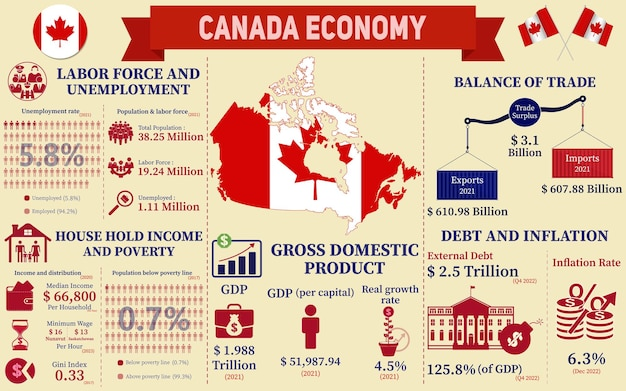 CANADA ECONOMY
LABOR FORCE AND
UNEMPLOYMENT
Unemployment rate (2021)
5.8%
Unemployed (5.8%)
Employed (94.2%)
Population & labor force (2021)
Total Population :
38.25 Million
Labor Force :
19.24 Million
Unemployed :
1.11 Million
HOUSE HOLD INCOME
AND POVERTY
Income and distribution (2020)
Median Income
$ 66,800
Per Household
Minimum Wage
$ 16 $ 13
Nunavut Saskatchewan
Per Hour
Gini Index
0.33
Population below poverty line (2017)
0.7%
Below poverty line (0.7%)
Above poverty line (99.3%)
GROSS DOMESTIC
PRODUCT
GDP
$ 1.988
Trillion
(2021)
GDP (per capital)
$ 51,987.94
(2021)
Real growth
rate
4.5%
(2021)
BALANCE OF TRADE
Trade
Surplus
$ 3.1
Billion
Exports
2021
$ 610.98 Billion
Imports
2021
$ 607.88 Billion
DEBT AND INFLATION
External Debt
$ 2.5 Trillion
(Q4 2022)
125.8% (of GDP)
(Q4 2022)
Inflation Rate
6.3%
(Dec 2022)